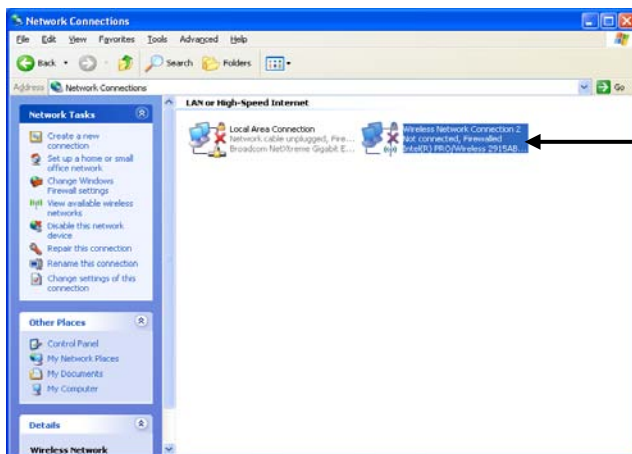 Network Connections
File Edit View Favorites Tools Advanced Help
Back Search Folders
Address Network Connections Go
Network Tasks
Create a new
connection
Set up a home or small
office network
Change Windows
Firewall settings
View available wireless
networks
Disable this network
device
Repair this connection
Rename this connection
Change settings of this
connection
Other Places
Control Panel
My Network Places
My Documents
My Computer
Details
Wireless Network
LAN or High-Speed Internet
Local Area Connection
Network cable unplugged, Fire...
Broadcom NetXtreme Gigabit E...
Wireless Network Connection 2
Not connected, Firewalled
Intel(R) PRO/Wireless 2915AB...